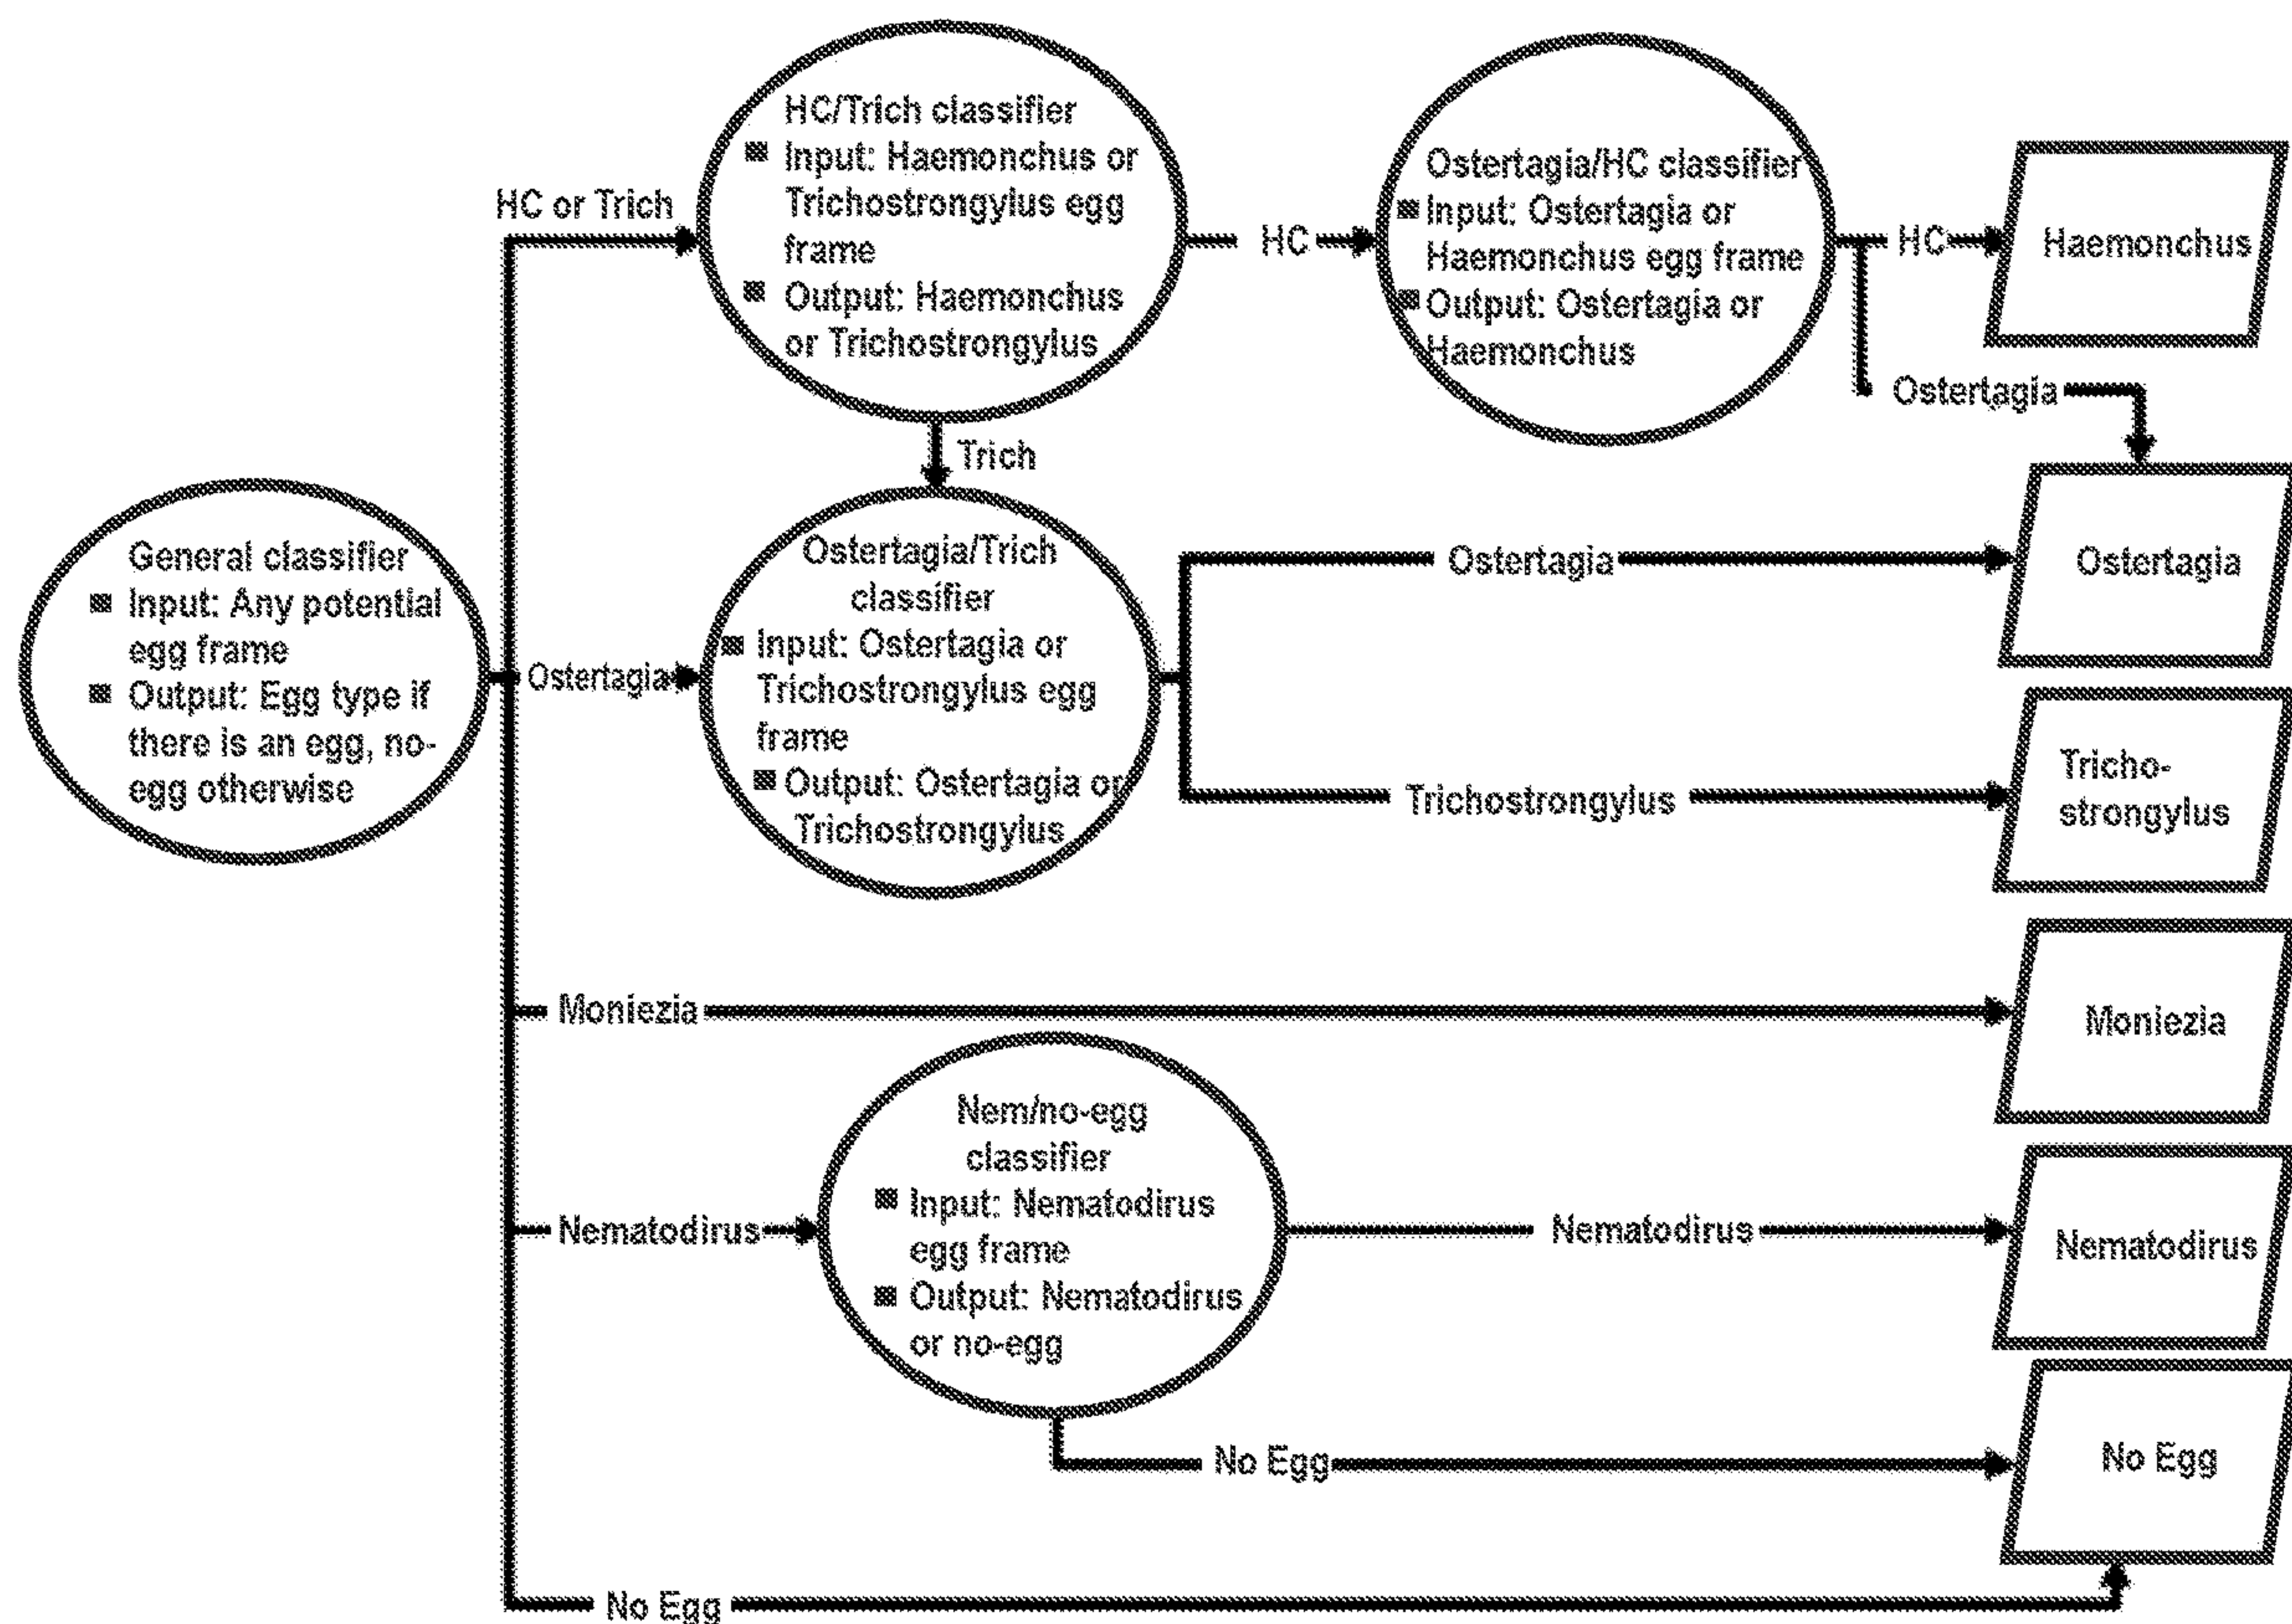 HC/Trich classifier
Input: Haemonchus or
Trichostrongylus egg
frame
Output: Haemonchus
or Trichostrongylus
Ostertagia/HC classifier
Input: Ostertagia or
Haemonchus egg frame
Output: Ostertagia or
Haemonchus
HC or Trich
HC
HC
Haemonchus
Ostertagia
Trich
General classifier
Input: Any potential
egg frame
Output: Egg type if
there is an egg, no-
egg otherwise
Ostertagia
Ostertagia/Trich
classifier
Input: Ostertagia or
Trichostrongylus egg
frame
Output: Ostertagia or
Trichostrongylus
Ostertagia
Ostertagia
Trichostrongylus
Tricho-
strongylus
Moniezia
Moniezia
Nem/no-egg
classifier
Input: Nematodirus
egg frame
Output: Nematodirus
or no-egg
Nematodirus
Nematodirus
Nematodirus
No Egg
No Egg
No Egg